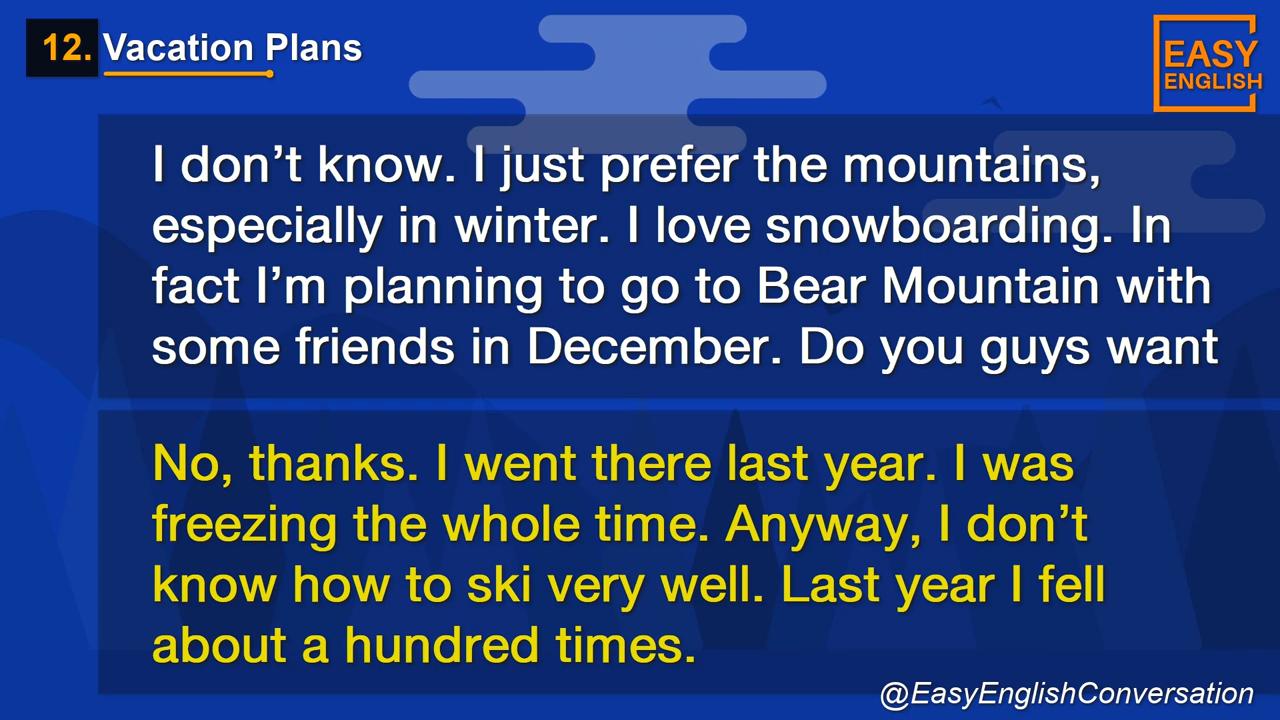 12. Vacation Plans
EASY
ENGLISH
I don’t know. I just prefer the mountains,
especially in winter. I love snowboarding. In
fact I’m planning to go to Bear Mountain with
some friends in December. Do you guys want
No, thanks. I went there last year. I was
freezing the whole time. Anyway, I don’t
know how to ski very well. Last year I fell
about a hundred times.
@EasyEnglishConversation